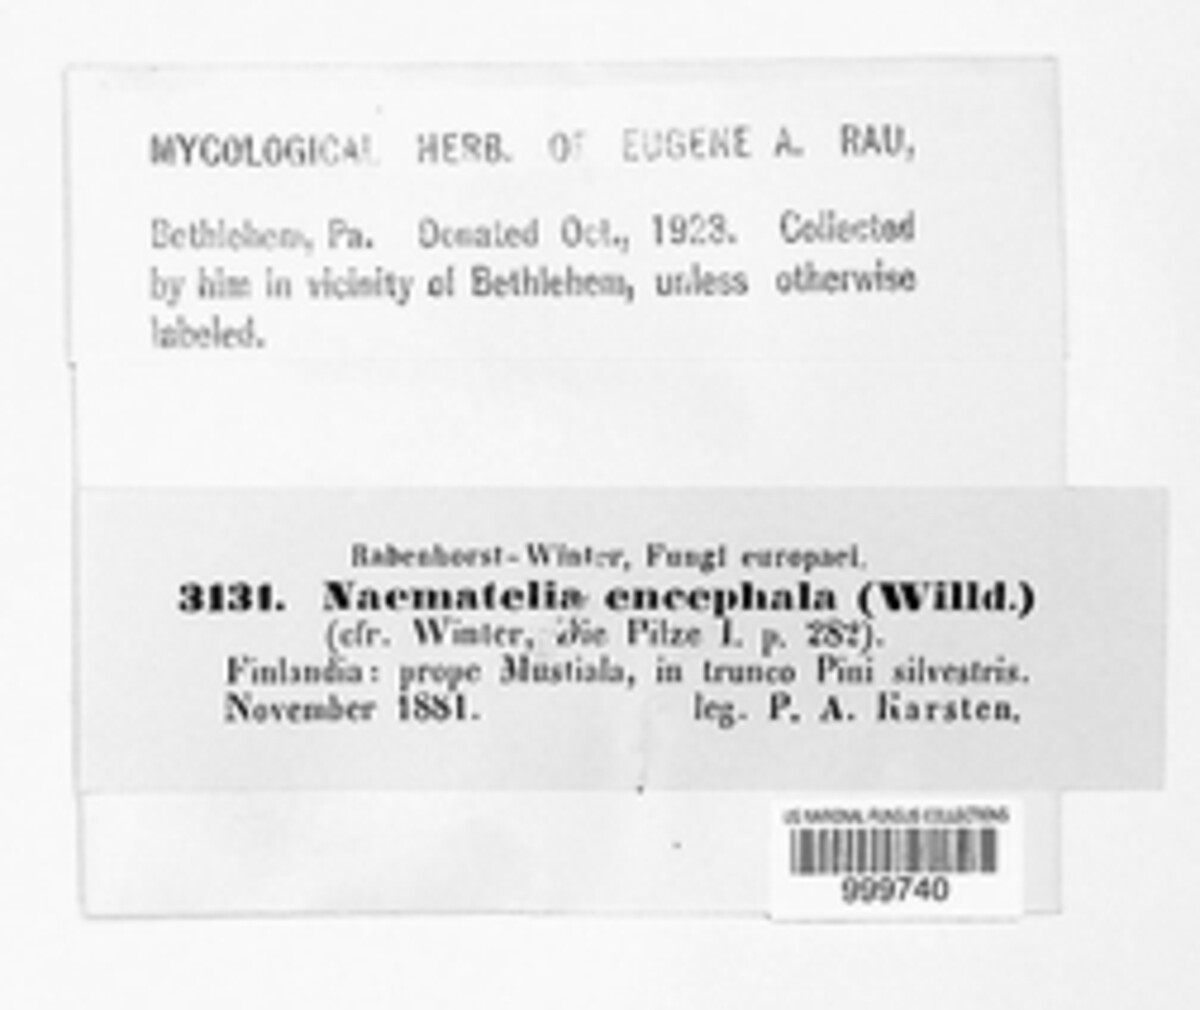 MYCOLOGICAL HERB. OF EUGENE A. RAU,
Bethlehem, Pa. Donated Oct., 1923. Collected
by him in vicinity of Bethlehem, unless otherwise
labeled.
Rabenhorst-Winter, Fungi europaei.
3131. Naematelia encephala (Willd.)
(cfr. Winter, Die Pilze I. p. 282).
Finlandia: prope Mustiala, in trunco Pini silvestris.
November 1881. leg. P. A. Karsten.
US NATIONAL FUNGUS COLLECTIONS
999740